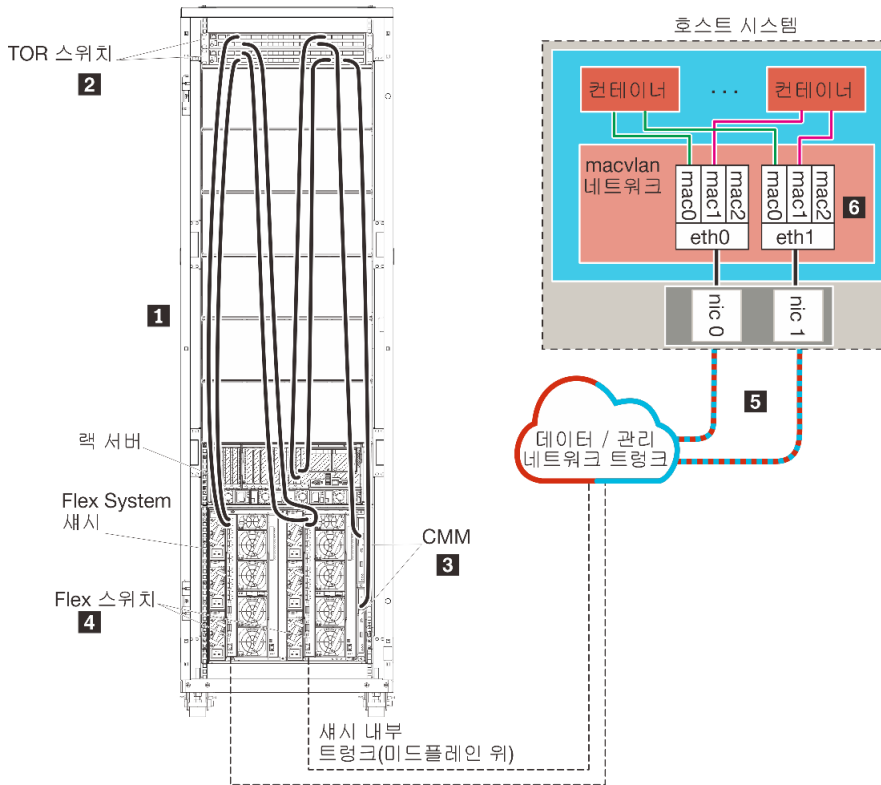 TOR 스위치
2
1
랙 서버
Flex System
섀시
Flex 스위치
4
CMM
3
섀시 내부
트렁크(미드플레인 위)
호스트 시스템
컨테이너
...
컨테이너
macvlan
네트워크
mac0
mac1
mac2
mac0
mac1
mac2
6
eth0
eth1
nic 0
nic 1
5
데이터 / 관리
네트워크 트렁크